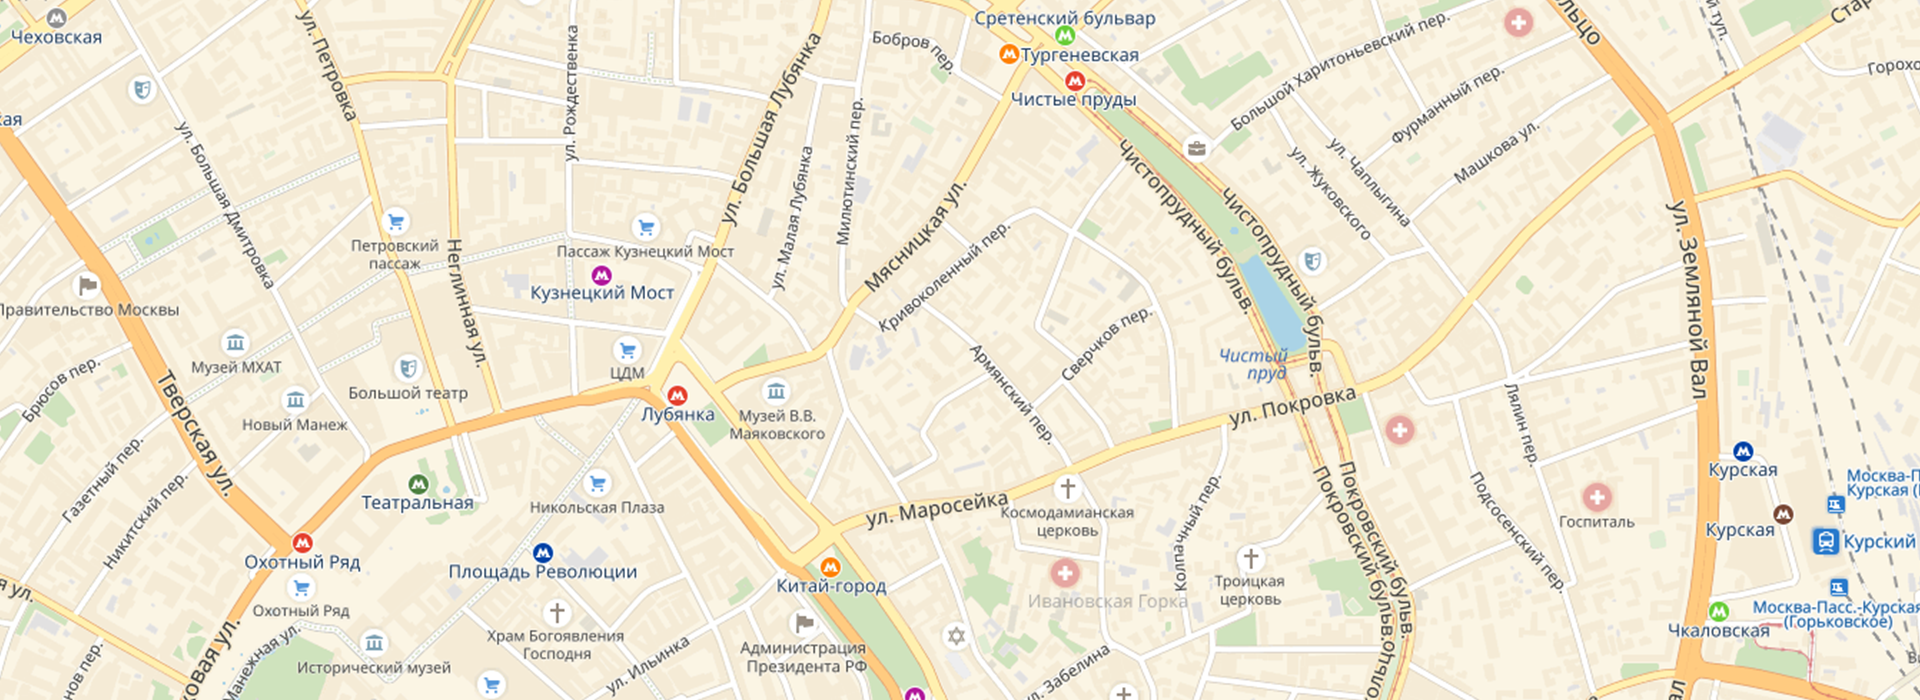 Чеховская
ул. Петровка
ул. Рождественка
ул. Большая Лубянка
Бобров пер.
Сретенский бульвар
Тургеневская
Чистые пруды
Большой Харитоньевский пер.
Фурманный пер.
Машкова ул.
ул. Чаплыгина
ул. Жуковского
ул. Большая Дмитровка
Милютинский пер.
ул. Малая Лубянка
Мясницкая ул.
Кривоколенный пер.
Чистопрудный бульв.
Чистопрудный бульв.
ул. Земляной Вал
Петровский
пассаж
Неглинная ул.
Пассаж Кузнецкий Мост
Кузнецкий Мост
Правительство Москвы
Музей МХАТ
Большой театр
ЦДМ
Новый Манеж
Брюсов пер.
Тверская ул.
Газетный пер.
Никитский пер.
Лубянка
Музей В.В.
Маяковского
Армянский пер.
Сверчков пер.
Чистый
пруд
ул. Покровка
Лялин пер.
Подсосенский пер.
Курская
Курская
Госпиталь
Курский
Москва-Пасс.-Курская
(Горьковское)
Чкаловская
Театральная
Никольская Плаза
ул. Маросейка
Космодамианская
церковь
Колпачный пер.
Троицкая
церковь
Покровский бульв.
Покровский бульв.
Охотный Ряд
Охотный Ряд
Площадь Революции
Китай-город
Ивановская Горка
Храм Богоявления
Господня
Исторический музей
Манежная ул.
ул. Ильинка
Администрация
Президента РФ
ул. Забелина